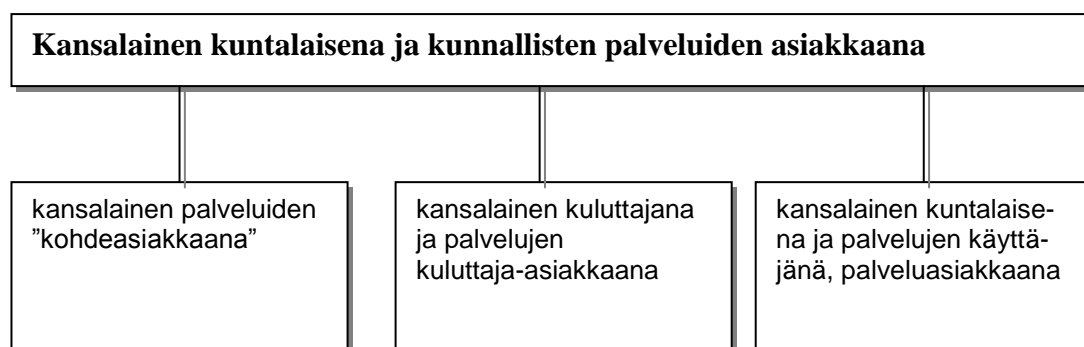 Kansalainen kuntalaisena ja kunnallisten palveluiden asiakkaana
kansalainen palveluiden
”kohdeasiakkaana”
kansalainen kuluttajana
ja palvelujen
kuluttaja-asiakkaana
kansalainen kuntalaise-
na ja palvelujen käyttä-
jänä, palveluasiakkaana